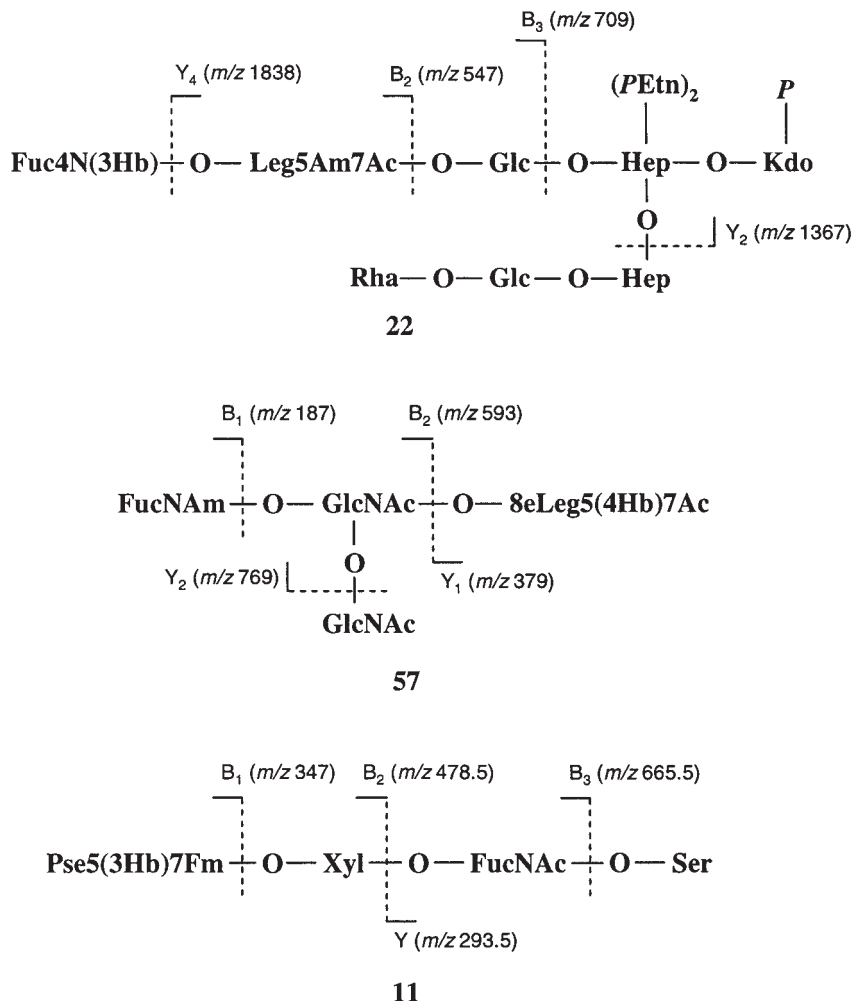 B₃ (m/z 709)
Y₄ (m/z 1838)
B₂ (m/z 547)
(PEtn)₂
P
Fuc4N(3Hb)—O—Leg5Am7Ac—O—Glc—O—Hep—O—Kdo
O
Y₂ (m/z 1367)
Rha—O—Glc—O—Hep
22
B₁ (m/z 187)
B₂ (m/z 593)
FucNAm—O—GlcNAc—O—8eLeg5(4Hb)7Ac
O
Y₂ (m/z 769)
Y₁ (m/z 379)
GlcNAc
57
B₁ (m/z 347)
B₂ (m/z 478.5)
B₃ (m/z 665.5)
Pse5(3Hb)7Fm—O—Xyl—O—FucNAc—O—Ser
Y (m/z 293.5)
11